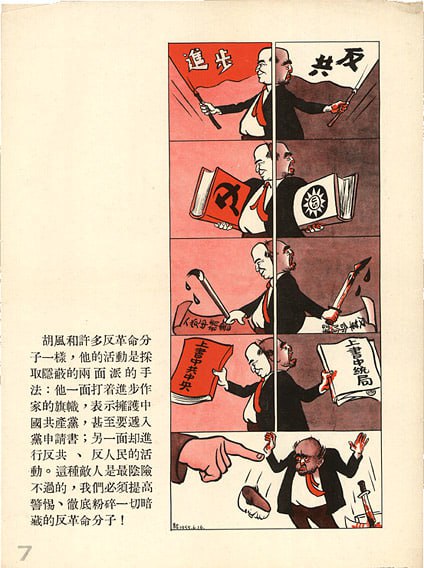 進步
反共
上書中共中央
上書中統局
胡風和許多反革命分
子一樣，他的活動是採
取隱蔽的兩面派的手
法：他一面打着進步作
家的旗幟，表示擁護中
國共產黨，甚至要遞入
黨申請書；另一面却進
行反共、反人民的活
動。這種敵人是最陰險
不過的，我們必須提高
警惕、徹底粉碎一切暗
藏的反革命分子！
1955.6.16.
7